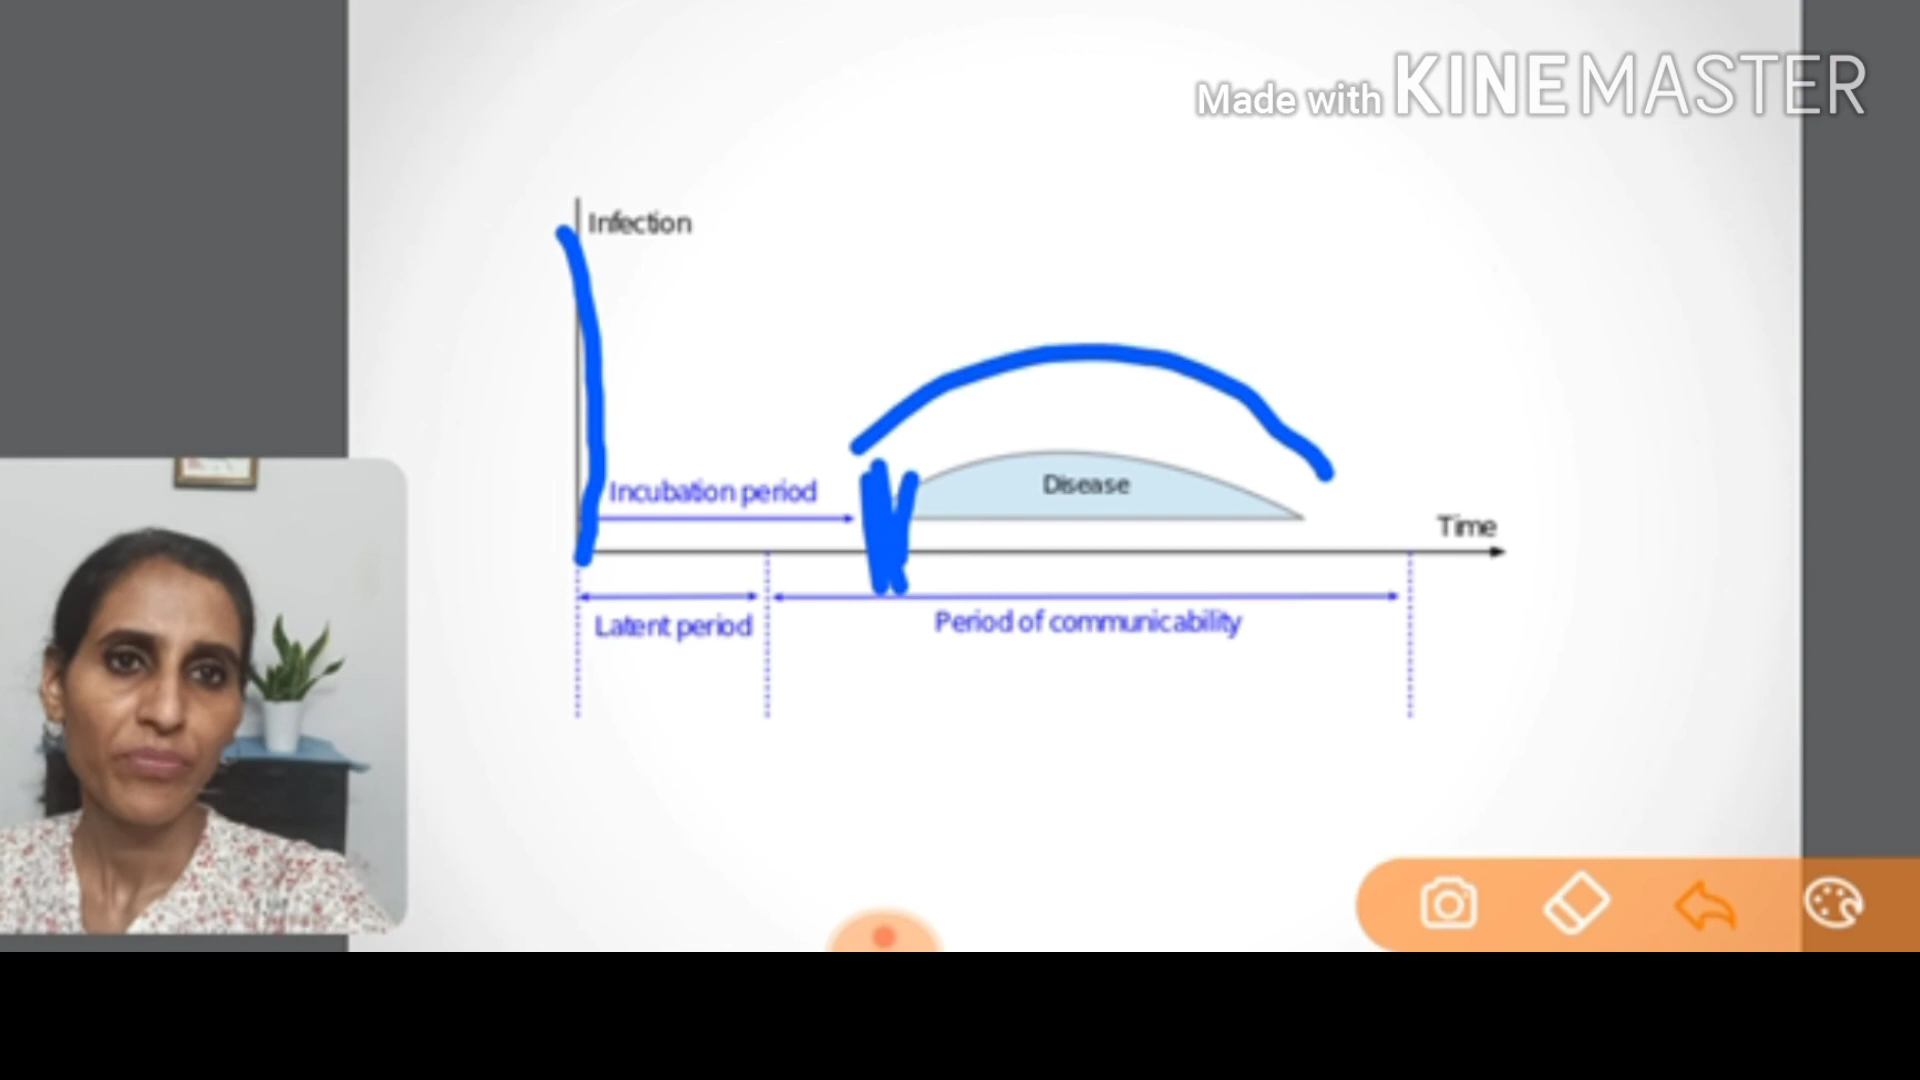 Made with KINEMASTER
Infection
Incubation period
Disease
Time
Latent period
Period of communicability